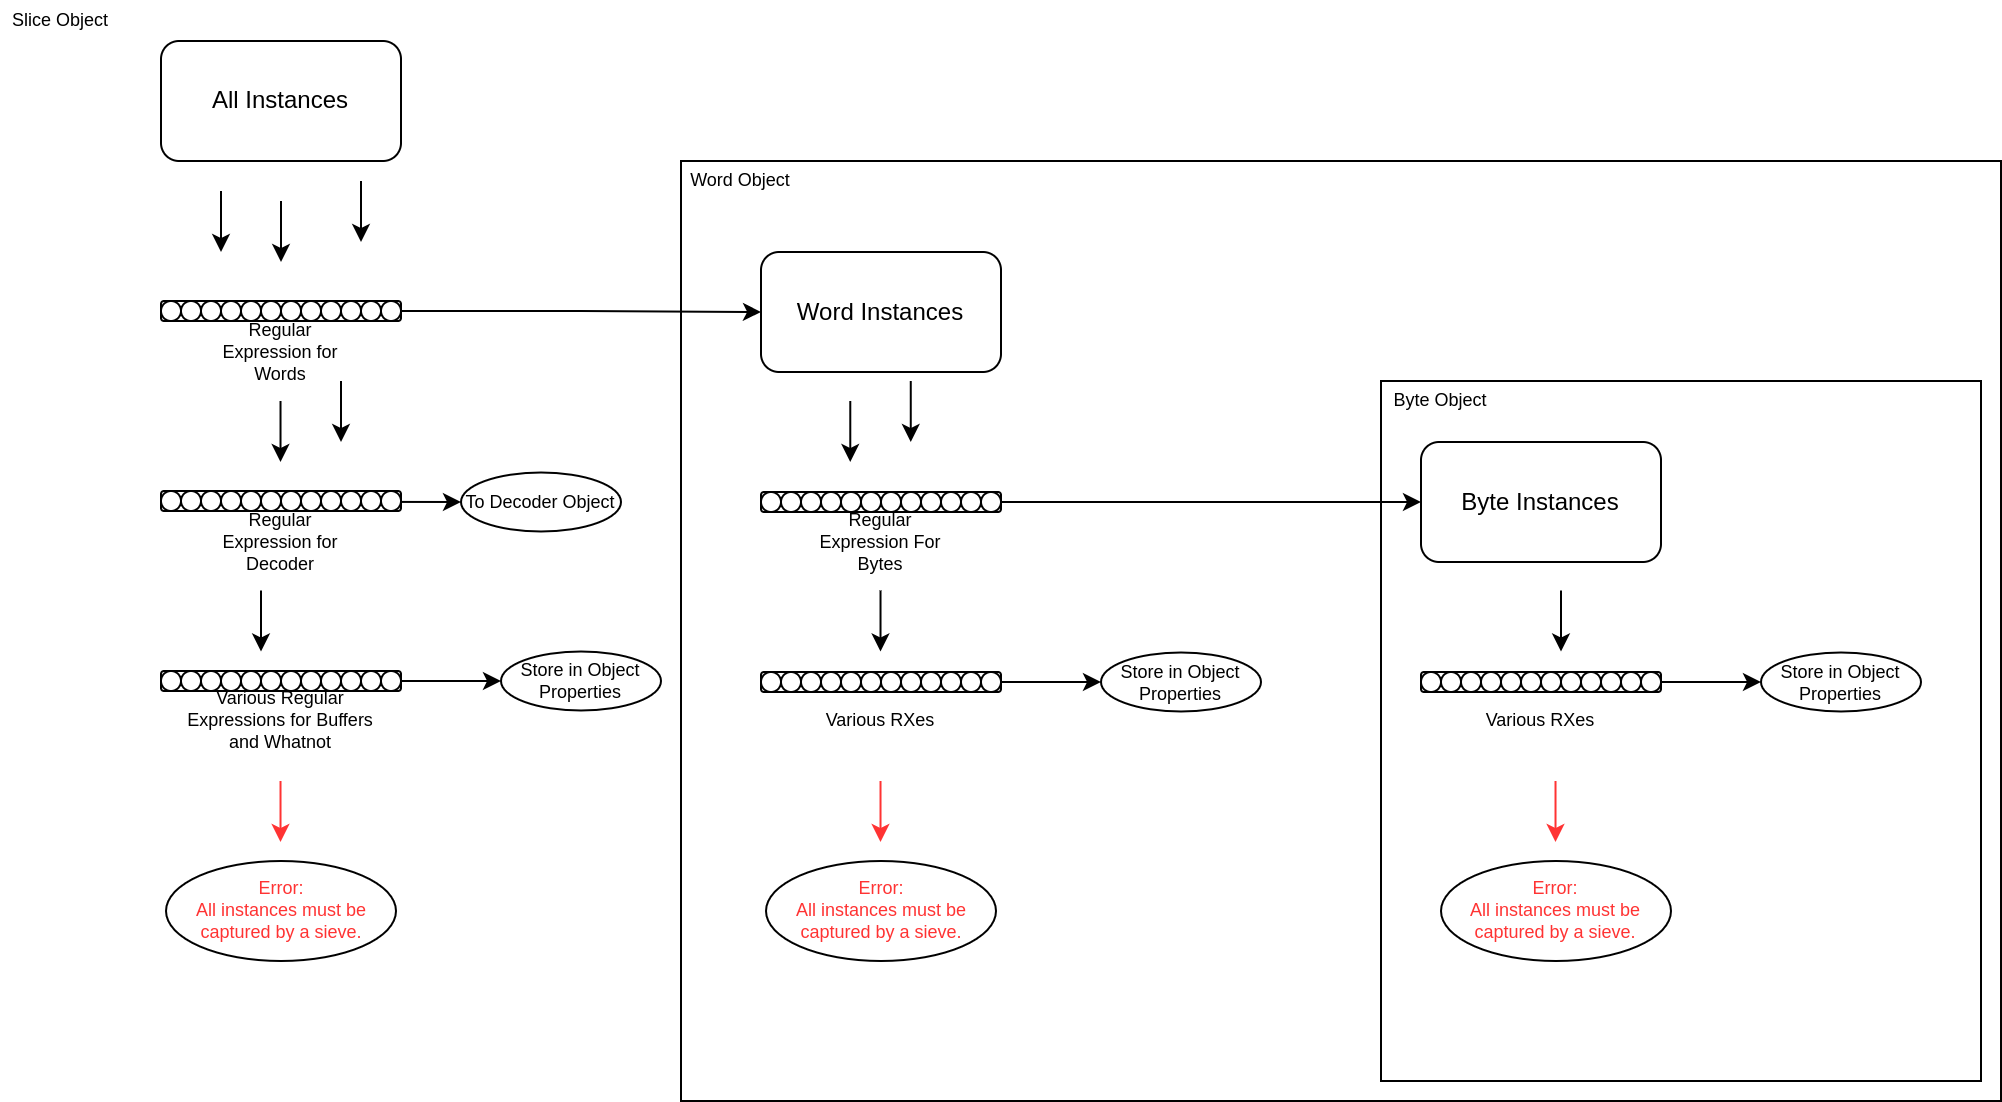 Slice Object
All Instances
Word Object
Regular
Expression for
Words
Word Instances
Byte Object
Regular
Expression for
Decoder
To Decoder Object
Regular
Expression For
Bytes
Byte Instances
Various Regular
Expressions for Buffers
and Whatnot
Store in Object
Properties
Various RXes
Store in Object
Properties
Various RXes
Store in Object
Properties
Error:
All instances must be
captured by a sieve.
Error:
All instances must be
captured by a sieve.
Error:
All instances must be
captured by a sieve.